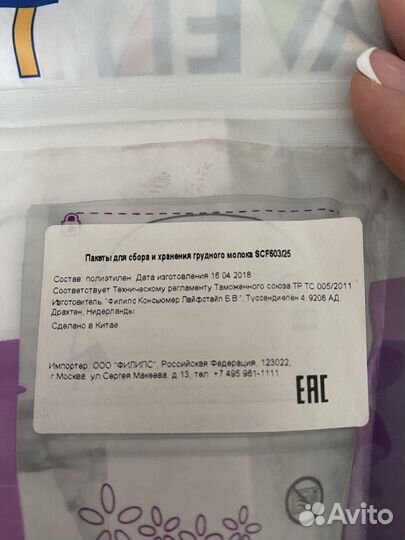 Пакеты для сбора и хранения грудного молока SCF603/25
Состав: полиэтилен. Дата изготовления 16.04.2018
Соответствует Техническому регламенту Таможенного союза ТР ТС 005/2011
Изготовитель: "Филипс Консьюмер Лайфстайл Б.В.", Туссендиепен 4, 9206 АД
Драхтен, Нидерланды
Сделано в Китае
Импортер: ООО "ФИЛИПС", Российская Федерация, 123022,
г.Москва, ул.Сергея Макеева, д.13, тел. +7 495 961-1111
EAC
Avito